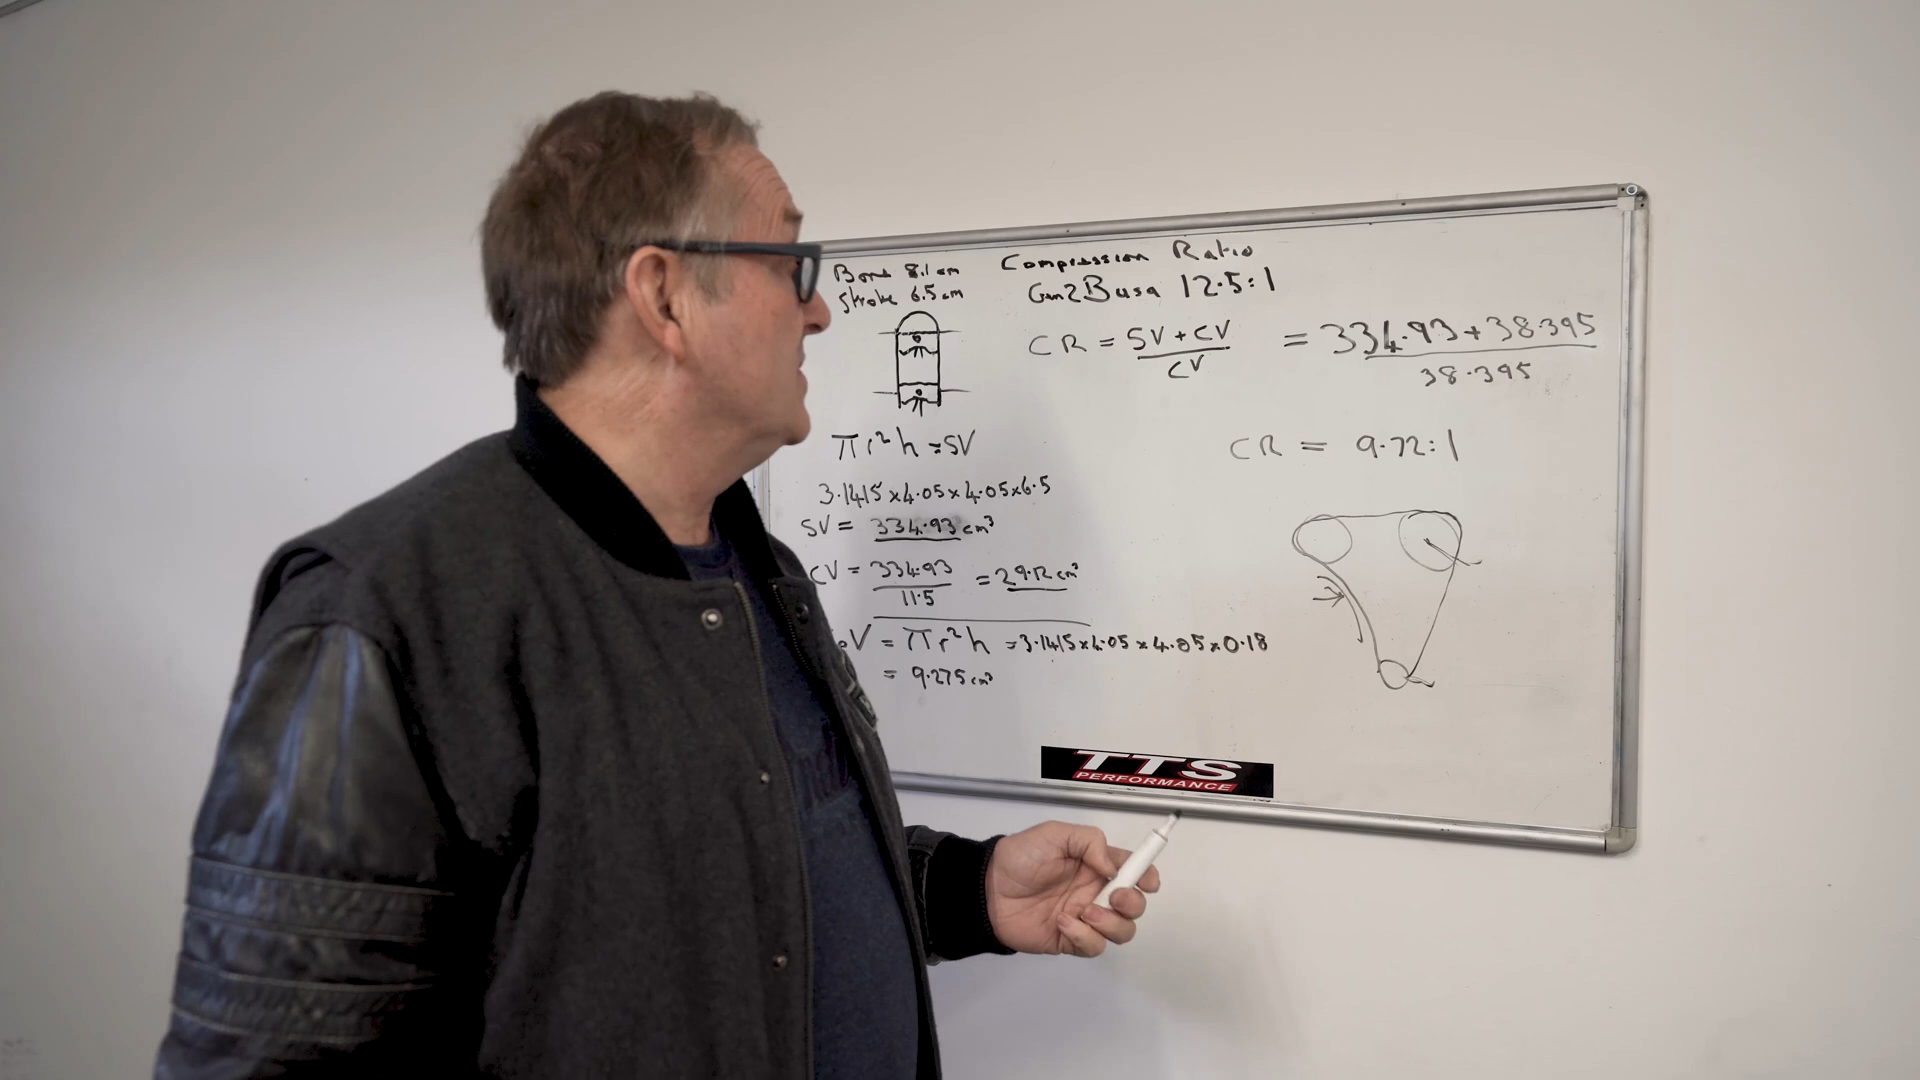 Bore 8.1 cm
Stroke 6.5 cm
Compression Ratio
Gen2 Busa 12.5:1
CR = SV + CV / CV = 334.93 + 38.395 / 38.395
πr²h = SV
3.1415 x 4.05 x 4.05 x 6.5
SV = 334.93 cm³
CV = 334.93 / 11.5 = 29.12 cm³
V = πr²h = 3.1415 x 4.05 x 4.05 x 0.18
= 9.275 cm³
CR = 9.72:1
TTS
PERFORMANCE